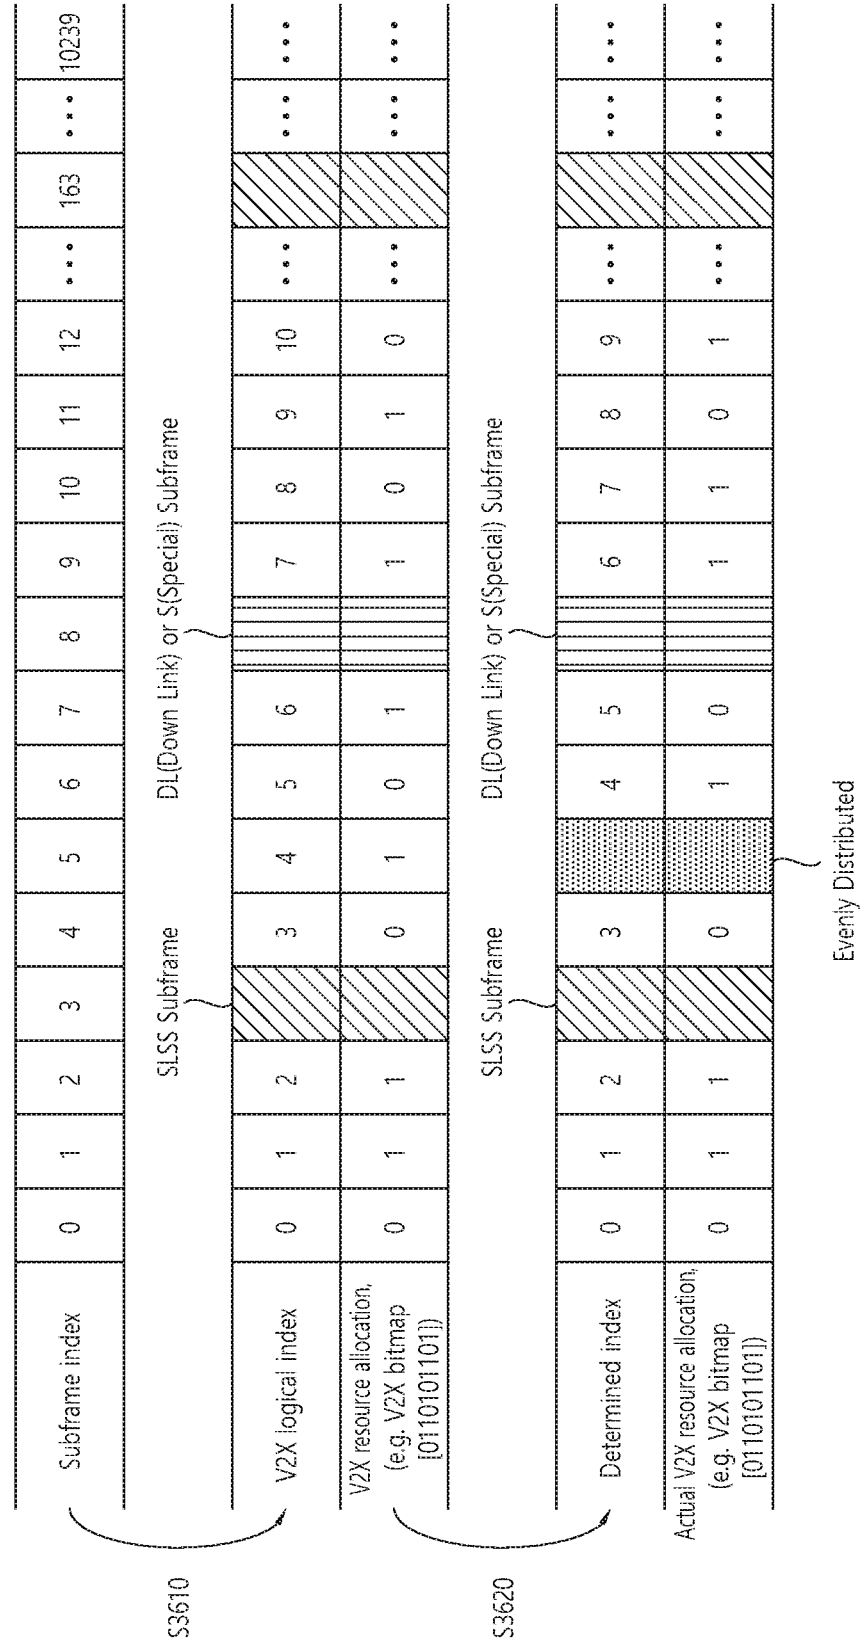 Subframe index 0 1 2 3 4 5 6 7 8 9 10 11 12 ••• 163 ••• 10239
S3610
SLSS Subframe
DL(Down Link) or S(Special) Subframe
V2X logical index 0 1 2 3 4 5 6 7 8 9 10 ••• ••• •••
V2X resource allocation,
(e.g. V2X bitmap
[0110101101])
0 1 1 0 1 0 1 1 0 1 0 ••• ••• •••
S3620
SLSS Subframe
DL(Down Link) or S(Special) Subframe
Determined index 0 1 2 3 4 5 6 7 8 9 ••• ••• •••
Actual V2X resource allocation,
(e.g. V2X bitmap
[0110101101])
0 1 1 0 1 0 1 1 0 1 ••• ••• •••
Evenly Distributed